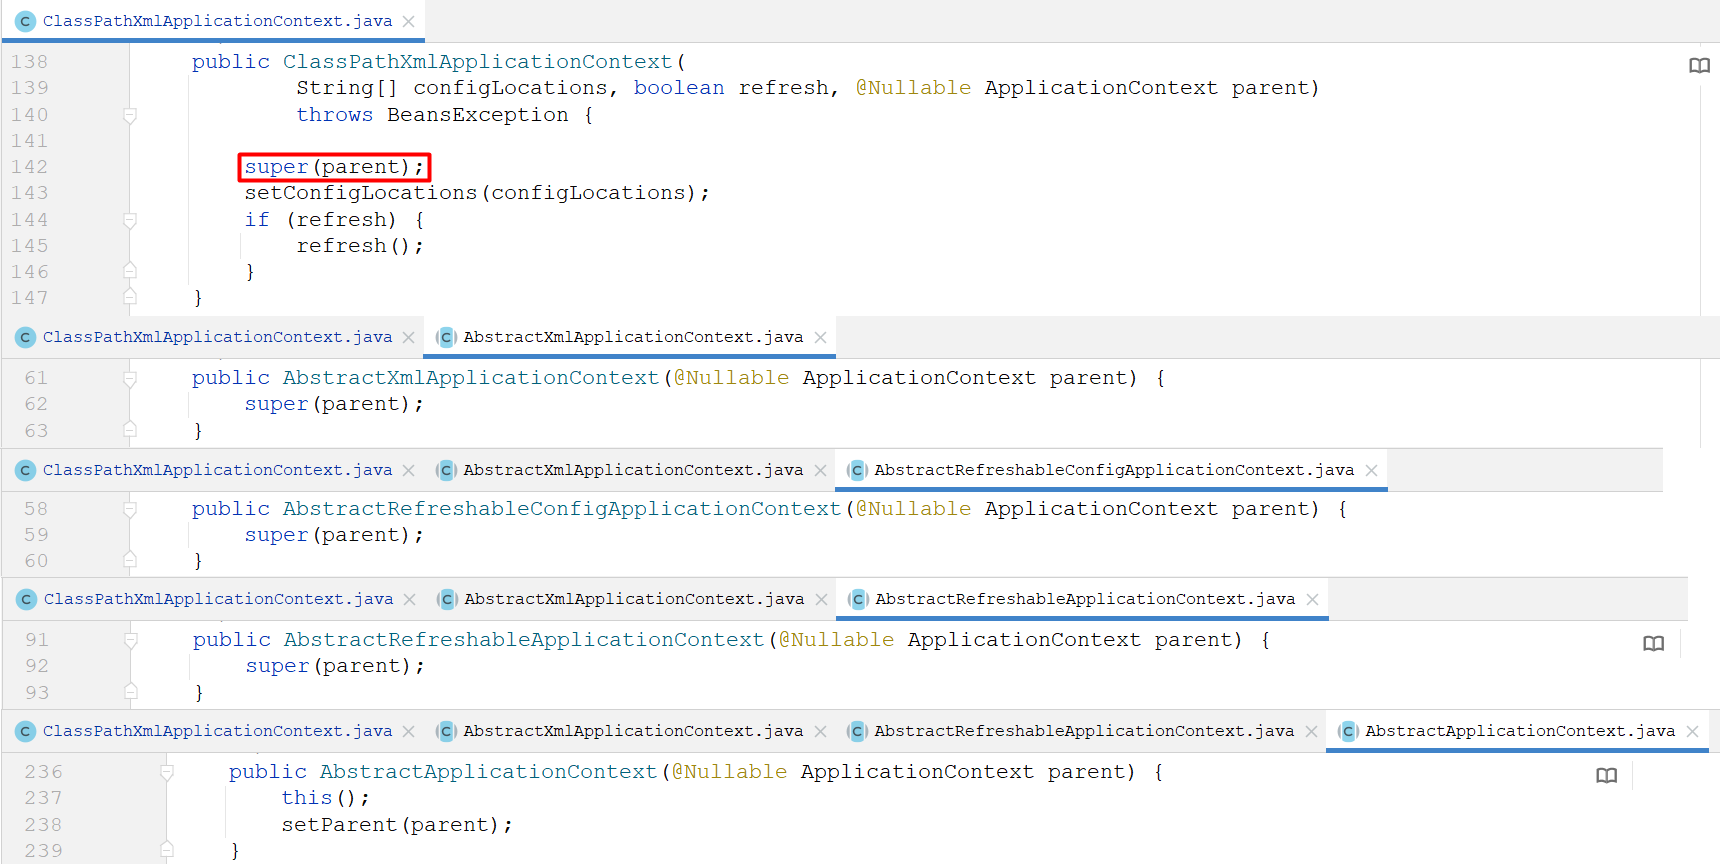 C ClassPathXmlApplicationContext.java
138 public ClassPathXmlApplicationContext(
139 String[] configLocations, boolean refresh, @Nullable ApplicationContext parent)
140 throws BeansException {
141
142 super(parent);
143 setConfigLocations(configLocations);
144 if (refresh) {
145 refresh();
146 }
147 }
C ClassPathXmlApplicationContext.java C AbstractXmlApplicationContext.java
61 public AbstractXmlApplicationContext(@Nullable ApplicationContext parent) {
62 super(parent);
63 }
C ClassPathXmlApplicationContext.java C AbstractXmlApplicationContext.java C AbstractRefreshableConfigApplicationContext.java
58 public AbstractRefreshableConfigApplicationContext(@Nullable ApplicationContext parent) {
59 super(parent);
60 }
C ClassPathXmlApplicationContext.java C AbstractXmlApplicationContext.java C AbstractRefreshableApplicationContext.java
91 public AbstractRefreshableApplicationContext(@Nullable ApplicationContext parent) {
92 super(parent);
93 }
C ClassPathXmlApplicationContext.java C AbstractXmlApplicationContext.java C AbstractRefreshableApplicationContext.java C AbstractApplicationContext.java
236 public AbstractApplicationContext(@Nullable ApplicationContext parent) {
237 this();
238 setParent(parent);
239 }